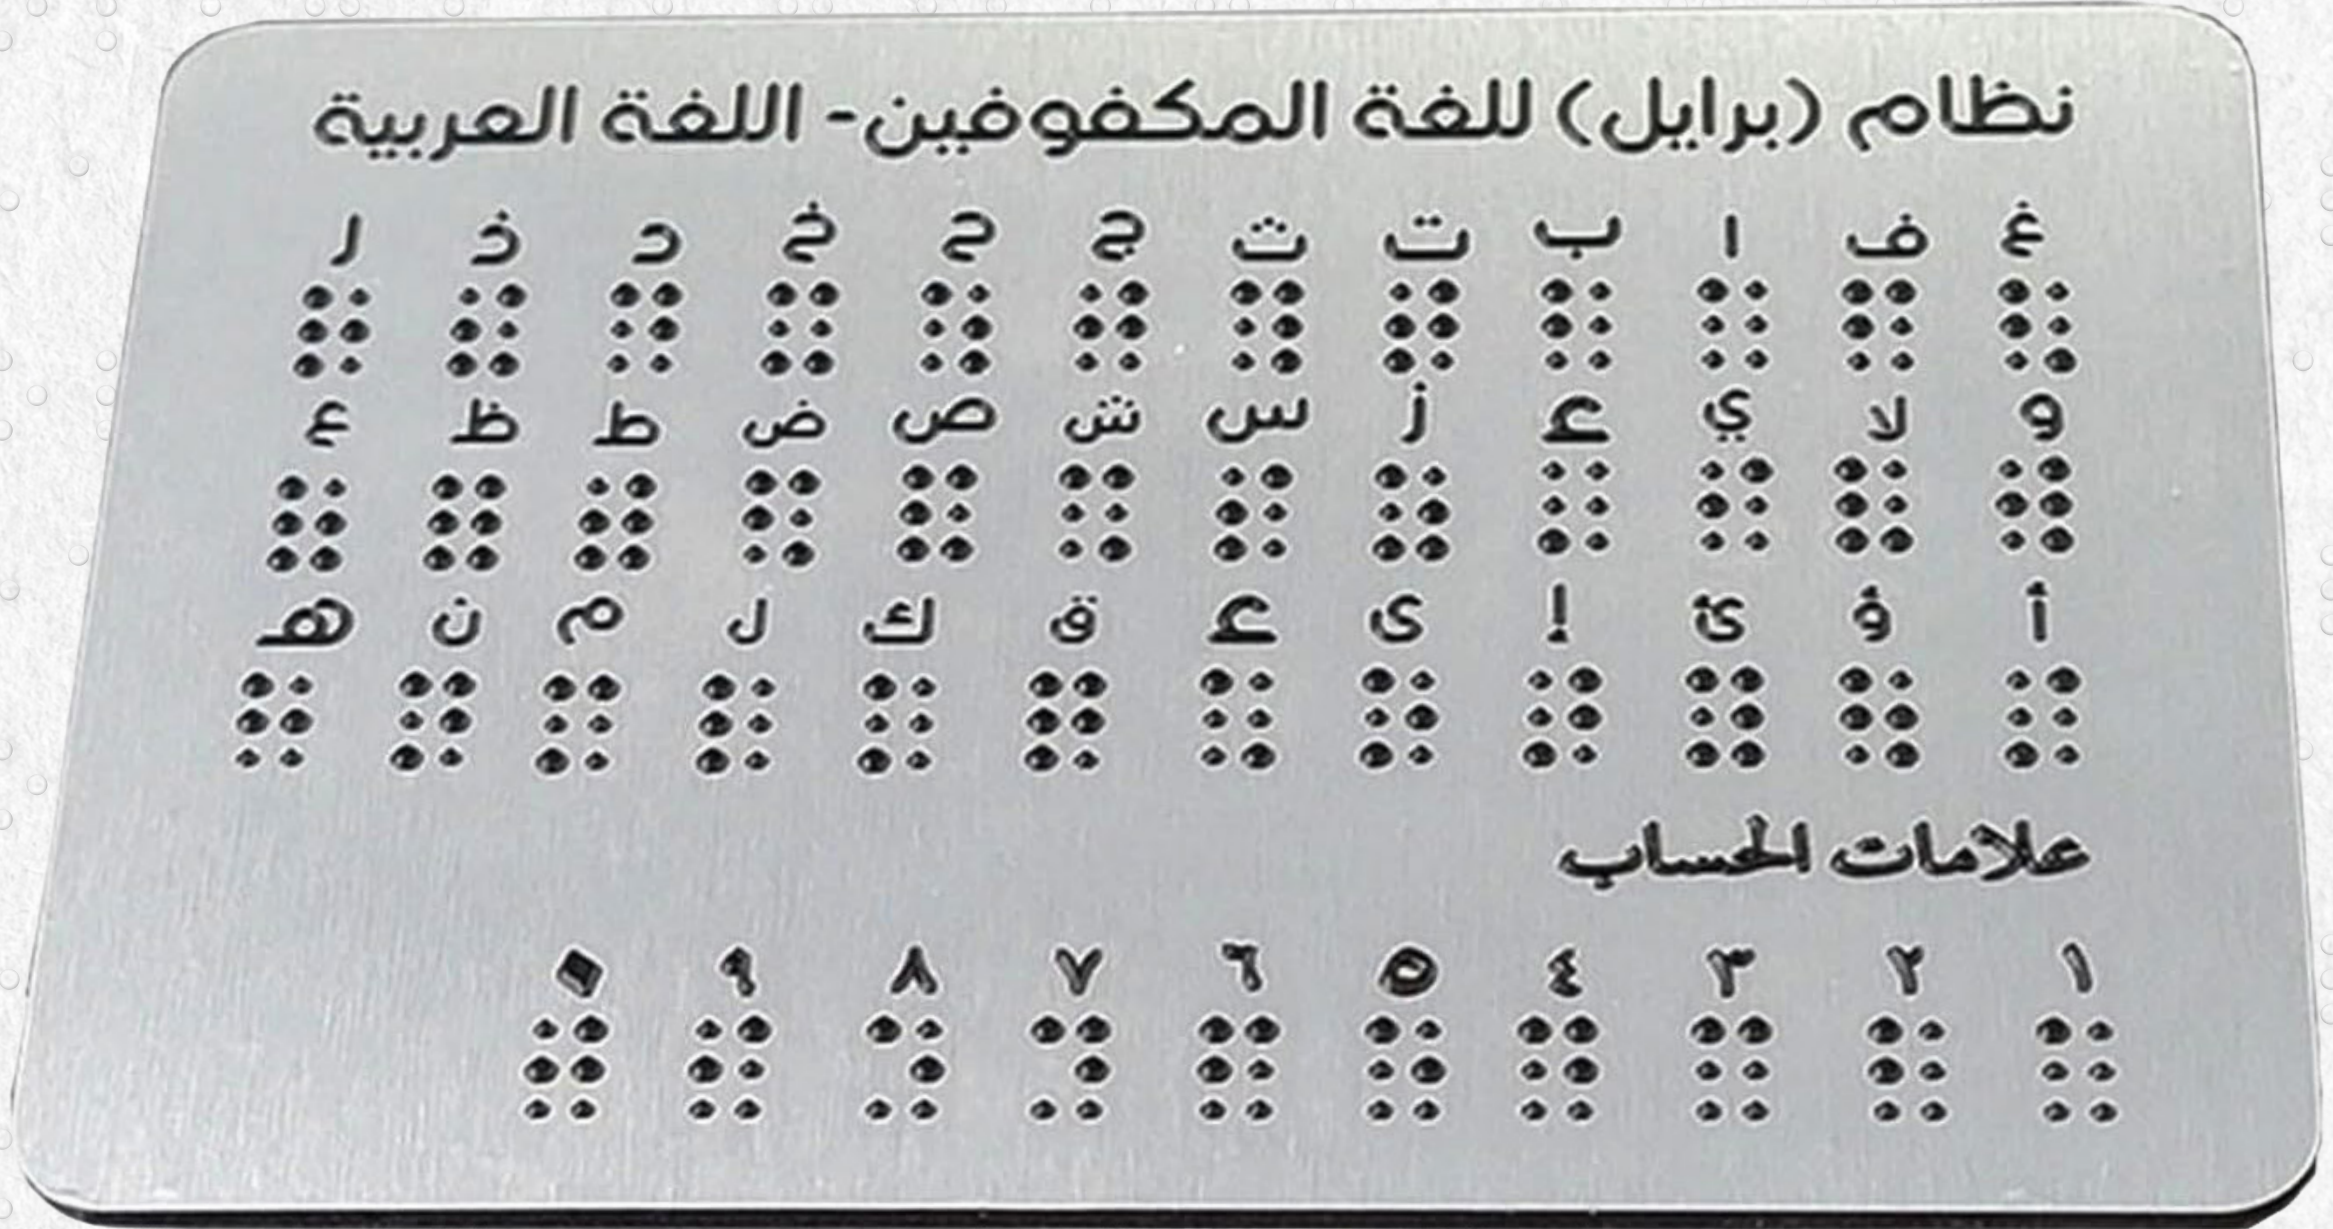 نظام (برايل) للغة المكفوفين- اللغة العربية
غ ف ا ب ت ث ج ح خ د ذ ر
و لا ي ع ز س ش ص ض ط ظ ع
أ ؤ ئ إ ى ع ق ك ل م ن هـ
علامات الحساب
١ ٢ ٣ ٤ ٥ ٦ ٧ ٨ ٩ ٠